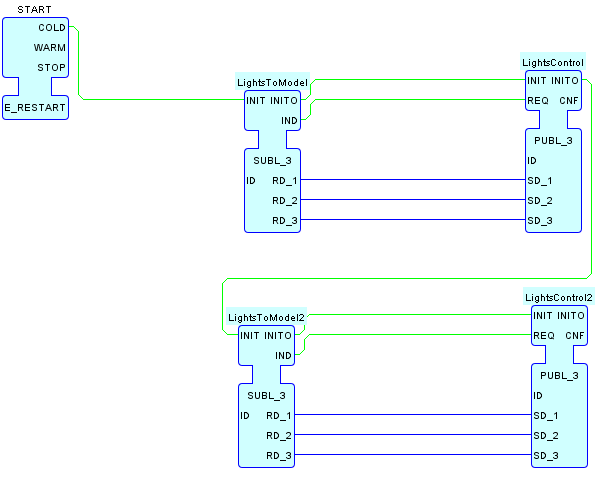 START
COLD
WARM
STOP
E_RESTART
LightsToModel
INIT INITO
IND
SUBL_3
ID RD_1
RD_2
RD_3
LightsControl
INIT INITO
REQ CNF
PUBL_3
ID
SD_1
SD_2
SD_3
LightsToModel2
INIT INITO
IND
SUBL_3
ID RD_1
RD_2
RD_3
LightsControl2
INIT INITO
REQ CNF
PUBL_3
ID
SD_1
SD_2
SD_3